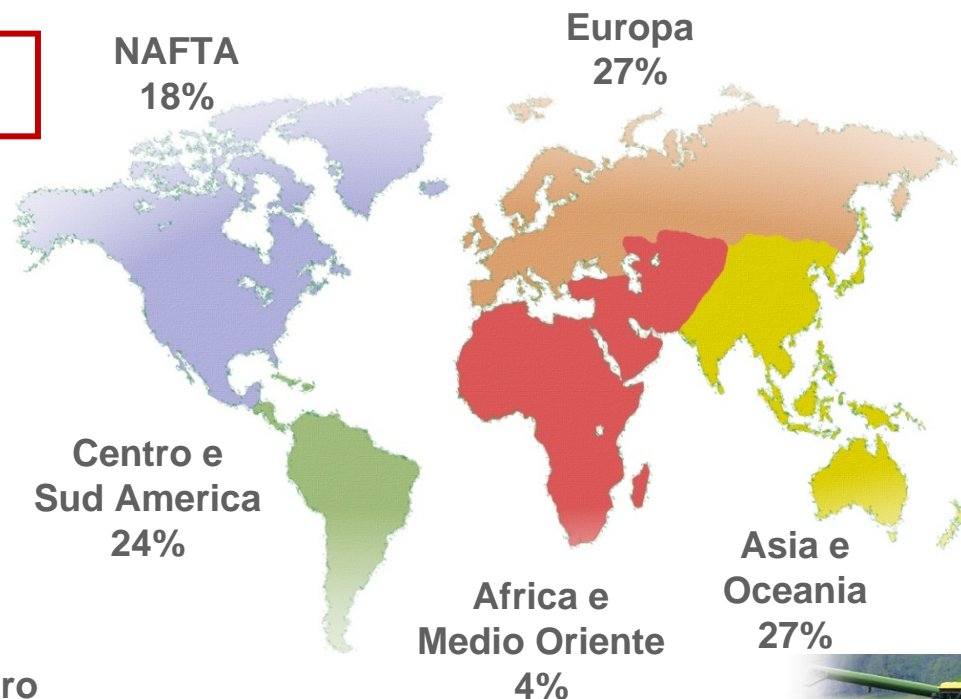 NAFTA
18%
Europa
27%
Centro e
Sud America
24%
Africa e
Medio Oriente
4%
Asia e
Oceania
27%
ro